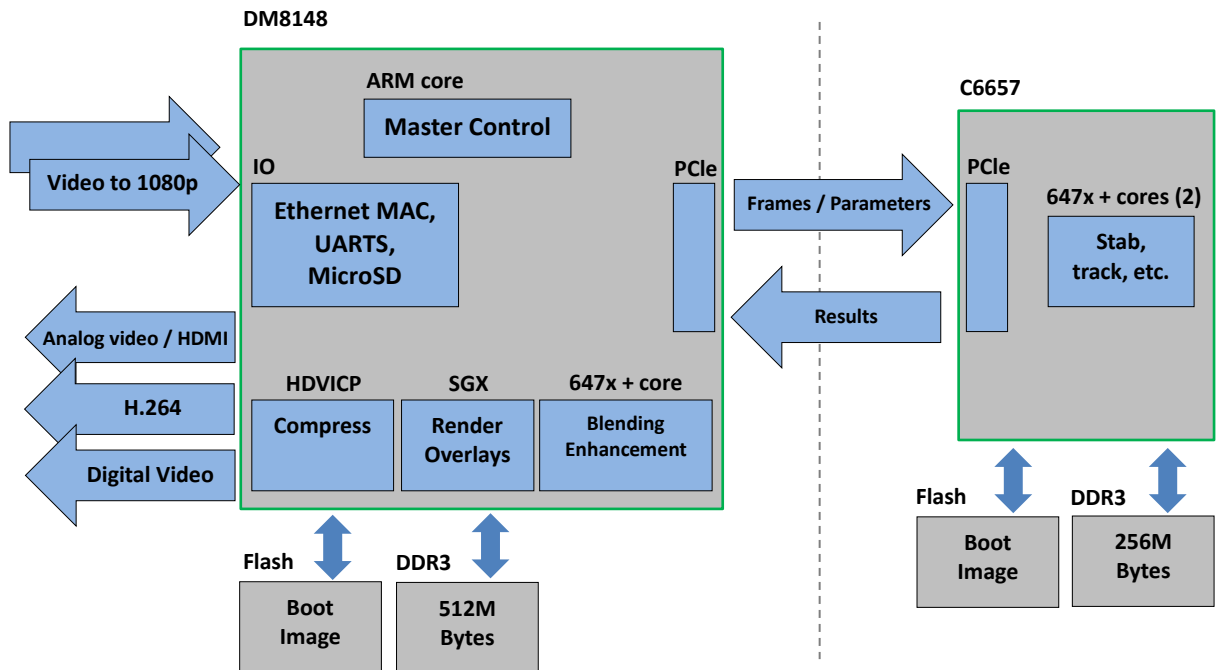 DM8148
ARM core
Master Control
Video to 1080p
IO
Ethernet MAC,
UARTS,
MicroSD
PCIe
Analog video / HDMI
H.264
Digital Video
HDVICP
Compress
SGX
Render
Overlays
647x + core
Blending
Enhancement
Flash
Boot
Image
DDR3
512M
Bytes
Frames / Parameters
Results
C6657
PCIe
647x + cores (2)
Stab,
track, etc.
Flash
Boot
Image
DDR3
256M
Bytes